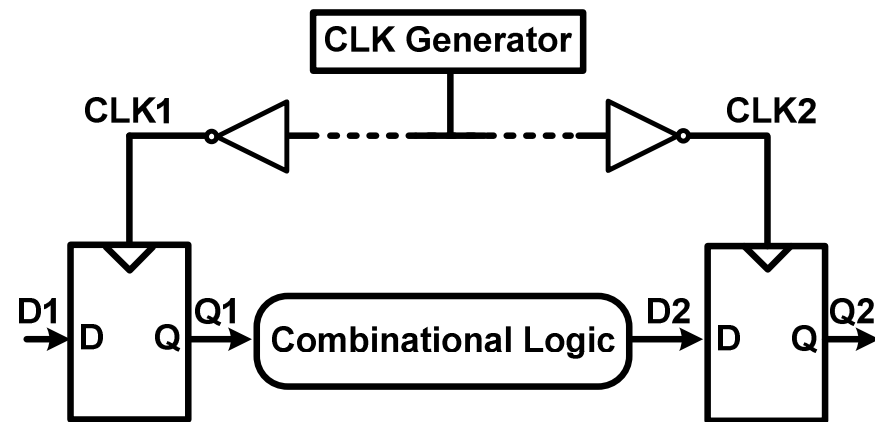 CLK Generator
CLK1
CLK2
D1
D
Q
Q1
Combinational Logic
D2
D
Q
Q2